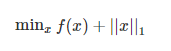 min_x f(x) + ||x||_1